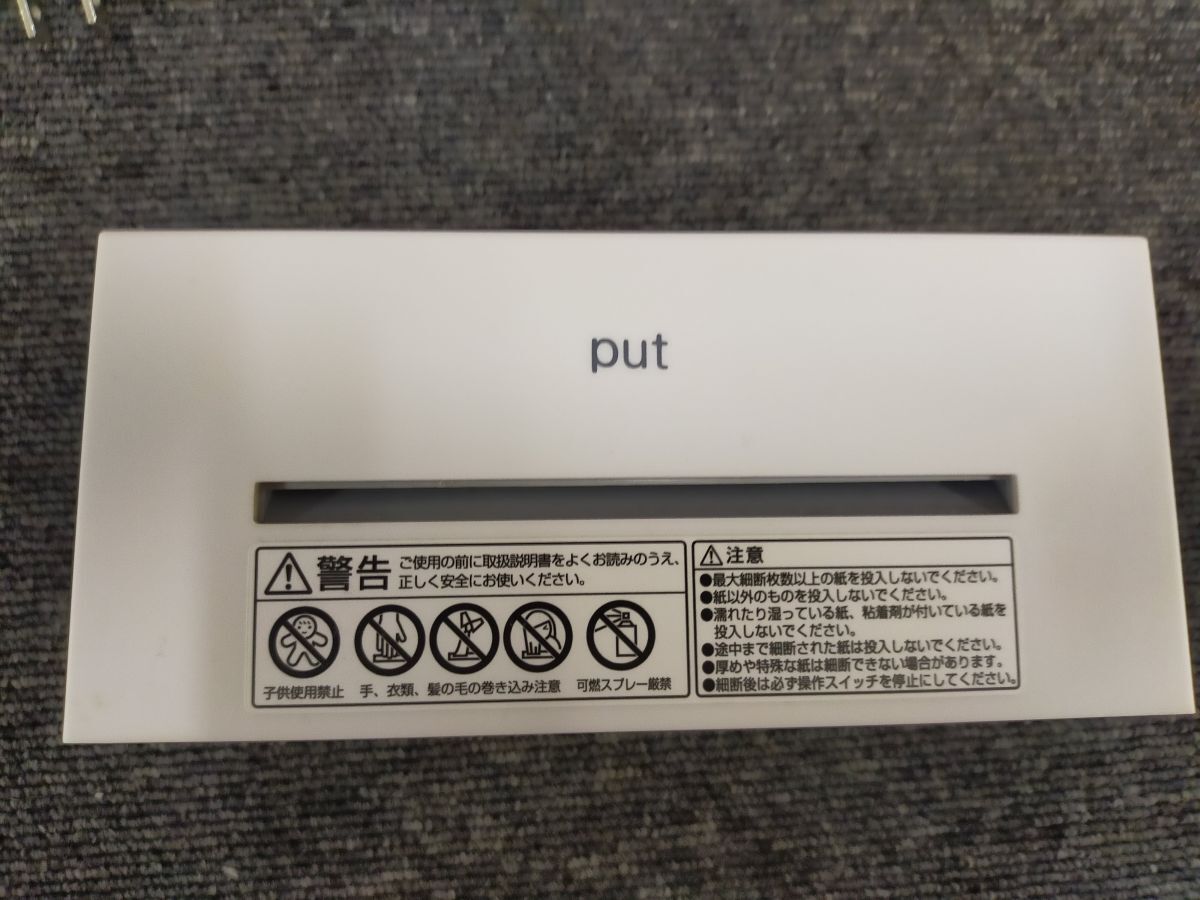 put
警告 ご使用の前に取扱説明書をよくお読みのうえ、
正しく安全にお使いください。
子供使用禁止 手、衣類、髪の毛の巻き込み注意 可燃スプレー厳禁
注意
●最大細断枚数以上の紙を投入しないでください。
●紙以外のものを投入しないでください。
●濡れたり湿っている紙、粘着剤が付いている紙を
投入しないでください。
●途中まで細断された紙は投入しないでください。
●厚めや特殊な紙は細断できない場合があります。
●細断後は必ず操作スイッチを停止にしてください。